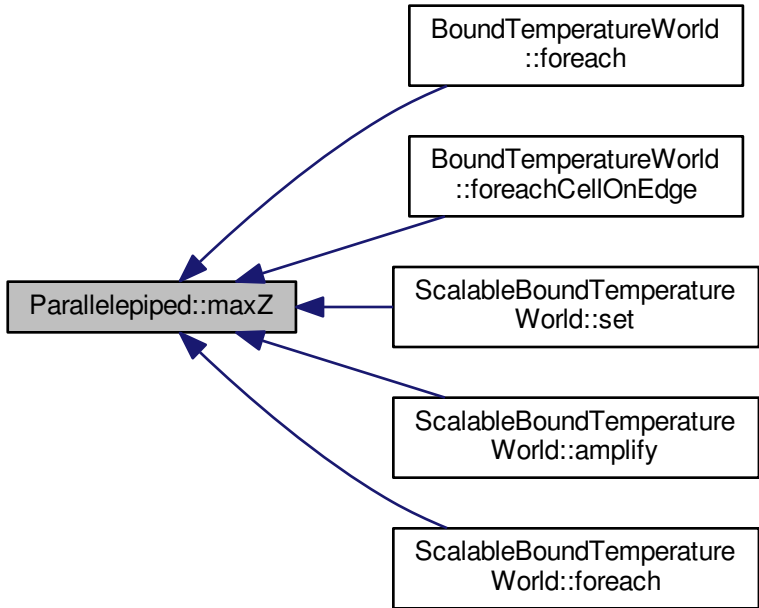 BoundTemperatureWorld
::foreach
BoundTemperatureWorld
::foreachCellOnEdge
Parallelepiped::maxZ
ScalableBoundTemperature
World::set
ScalableBoundTemperature
World::amplify
ScalableBoundTemperature
World::foreach